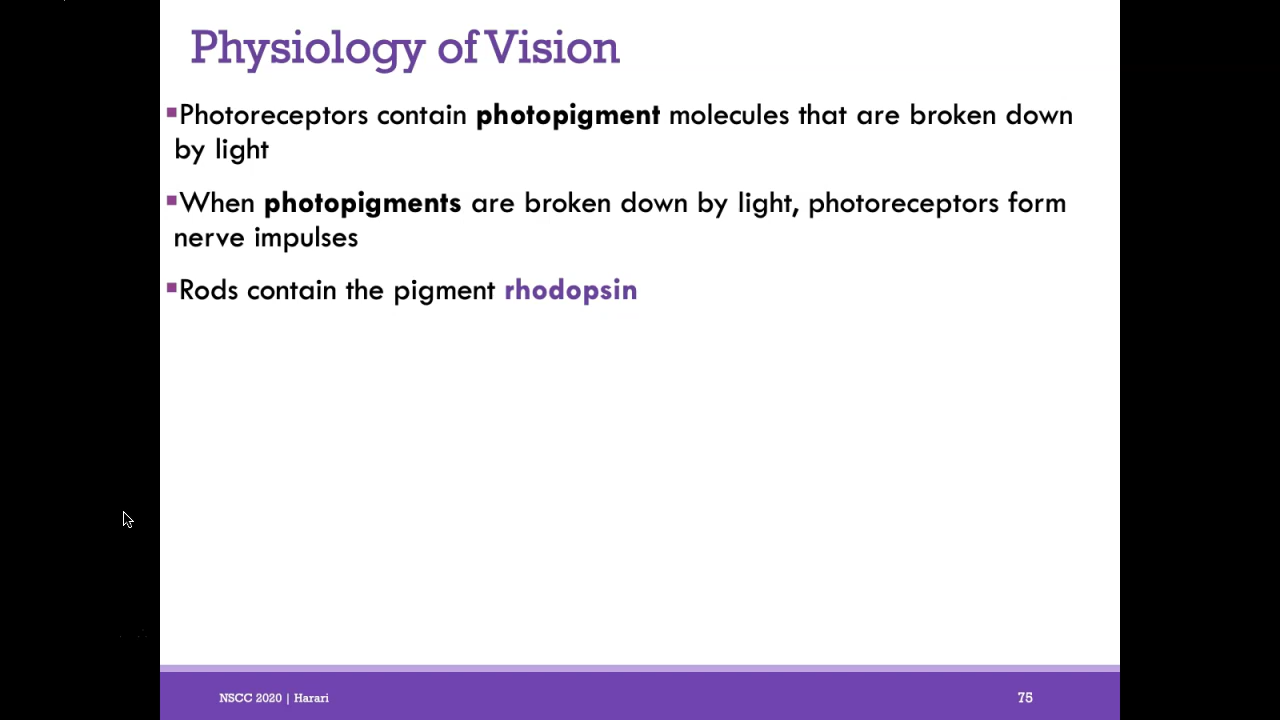 Physiology of Vision
▪Photoreceptors contain photopigment molecules that are broken down
by light
▪When photopigments are broken down by light, photoreceptors form
nerve impulses
▪Rods contain the pigment rhodopsin
NSCC 2020 | Harari
75